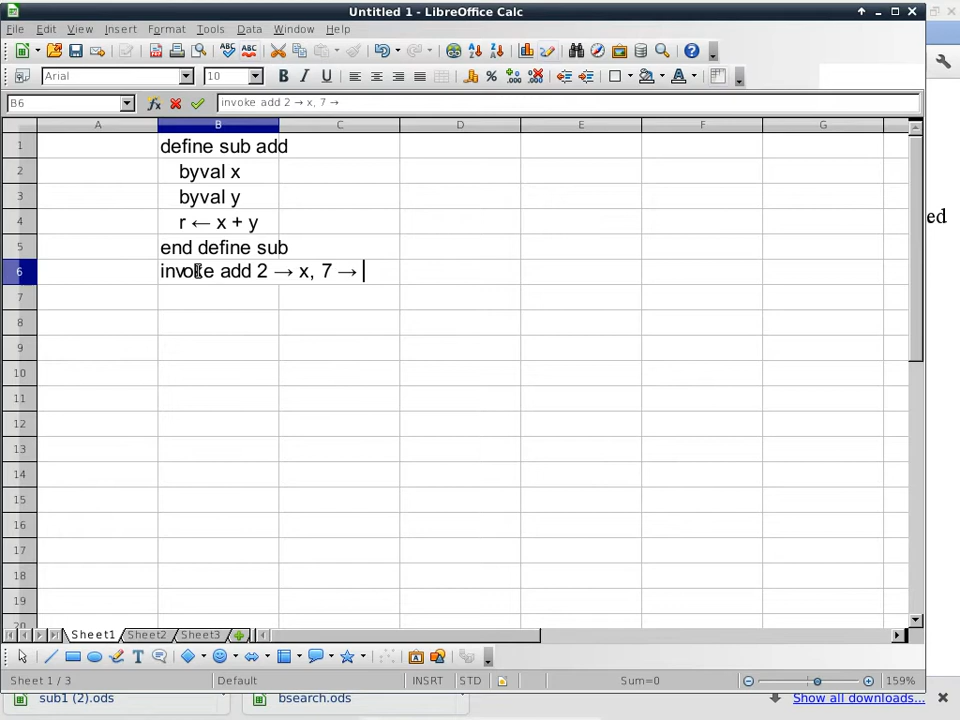 Untitled 1 - LibreOffice Calc
File Edit View Insert Format Tools Data Window Help
Arial 10
B6 invoke add 2 → x, 7 →
A B C D E F G
1 define sub add
2 byval x
3 byval y
4 r ← x + y
5 end define sub
6 invoke add 2 → x, 7 →
7
8
9
10
11
12
13
14
15
16
17
18
19
20
ed
Sheet1 Sheet2 Sheet3
Sheet 1 / 3 Default INSRT STD Sum=0 159%
sub1 (2).ods bsearch.ods Show all downloads...